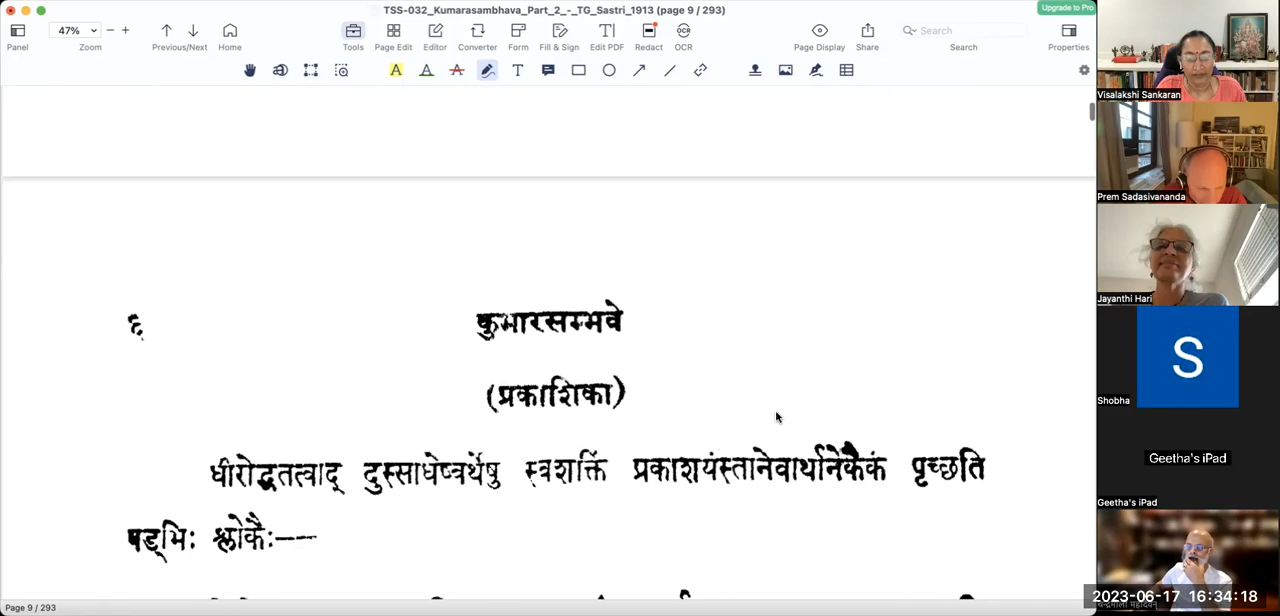 TSS-032_Kumarasambhava_Part_2_-_TG_Sastri_1913 (page 9 / 293)
Upgrade to Pro
47%
Panel
Zoom
Previous/Next
Home
Tools
Page Edit
Editor
Converter
Form
Fill & Sign
Edit PDF
Redact
OCR
Page Display
Share
Search
Search
Properties
६
कुमारसम्भवे
(प्रकाशिका)
धीरोद्धतत्वाद् दुस्साधेष्वर्थेषु स्वशक्तिं प्रकाशयंस्तानेवार्थानेकैकं पृच्छति
षड्भिः श्लोकैः——
Page 9 / 293
Visalakshi Sankaran
Prem Sadasivananda
Jayanthi Hari
S
Shobha
Geetha's iPad
Geetha's iPad
2023-06-17 16:34:18